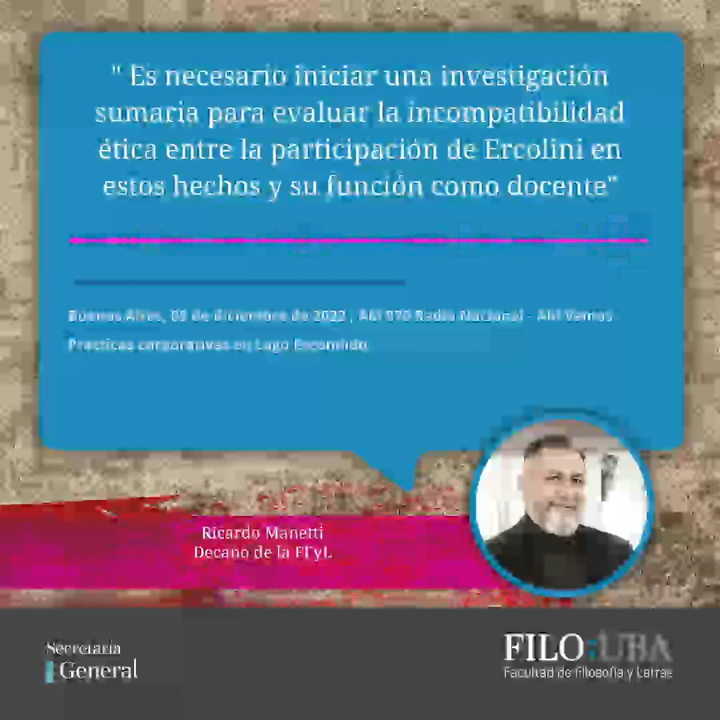 " Es necesario iniciar una investigación
sumaria para evaluar la incompatibilidad
ética entre la participación de Ercolini en
estos hechos y su función como docente"
Buenos Aires, de diciembre de 2022, AM 870 Radio Nacional - Ahí Vamos
Prácticas corporativas en Lago Escondido
Ricardo Manetti
Decano de la FFyL
Secretaría
General
FILO:UBA
Facultad de Filosofía y Letras